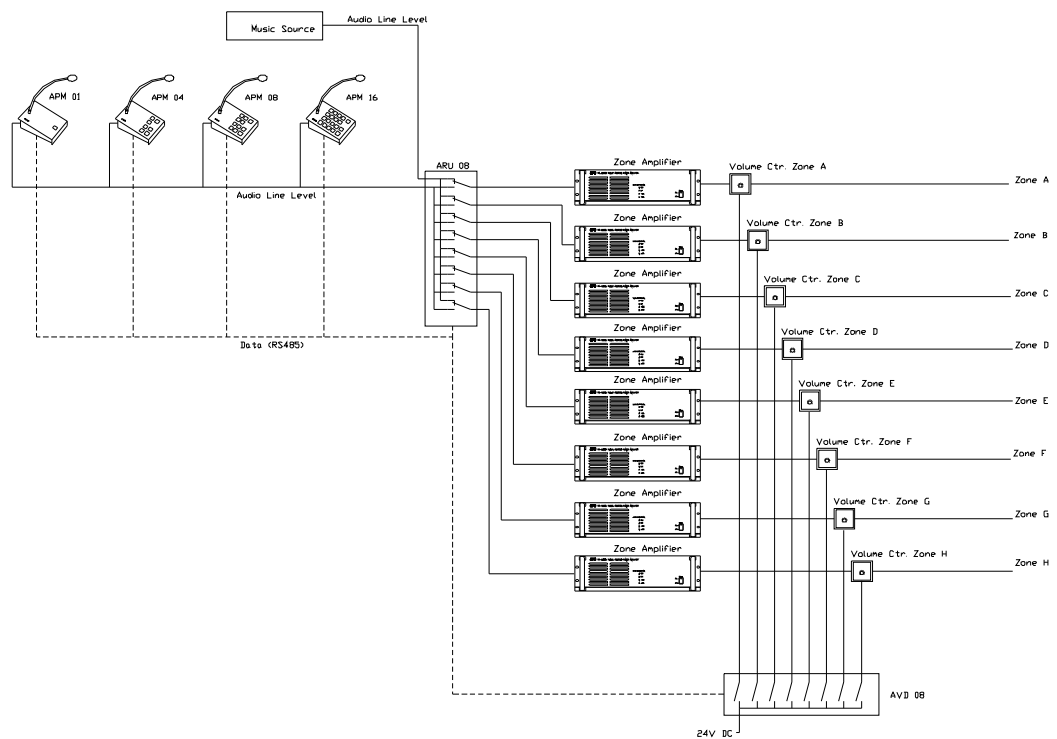 Audio Line Level
Music Source
APM 01
APM 04
APM 08
APM 16
ARU 08
Audio Line Level
Data (RS485)
Zone Amplifier
Volume Ctr. Zone A
Zone A
Zone Amplifier
Volume Ctr. Zone B
Zone B
Zone Amplifier
Volume Ctr. Zone C
Zone C
Zone Amplifier
Volume Ctr. Zone D
Zone D
Zone Amplifier
Volume Ctr. Zone E
Zone E
Zone Amplifier
Volume Ctr. Zone F
Zone F
Zone Amplifier
Volume Ctr. Zone G
Zone G
Zone Amplifier
Volume Ctr. Zone H
Zone H
AVD 08
24V DC